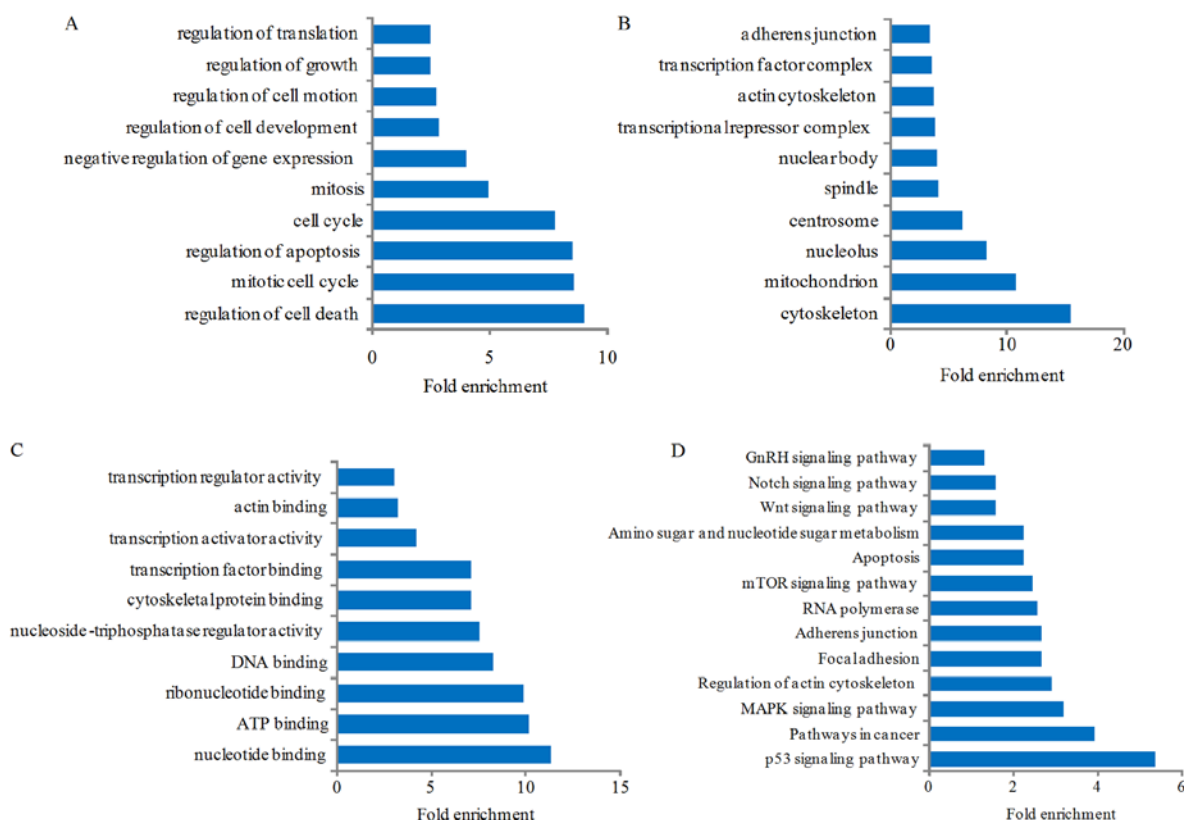 A
regulation of translation
regulation of growth
regulation of cell motion
regulation of cell development
negative regulation of gene expression
mitosis
cell cycle
regulation of apoptosis
mitotic cell cycle
regulation of cell death
0 5 10
Fold enrichment
B
adherens junction
transcription factor complex
actin cytoskeleton
transcriptional repressor complex
nuclear body
spindle
centrosome
nucleolus
mitochondrion
cytoskeleton
0 10 20
Fold enrichment
C
transcription regulator activity
actin binding
transcription activator activity
transcription factor binding
cytoskeletal protein binding
nucleoside-triphosphatase regulator activity
DNA binding
ribonucleotide binding
ATP binding
nucleotide binding
0 5 10 15
Fold enrichment
D
GnRH signaling pathway
Notch signaling pathway
Wnt signaling pathway
Amino sugar and nucleotide sugar metabolism
Apoptosis
mTOR signaling pathway
RNA polymerase
Adherens junction
Focal adhesion
Regulation of actin cytoskeleton
MAPK signaling pathway
Pathways in cancer
p53 signaling pathway
0 2 4 6
Fold enrichment